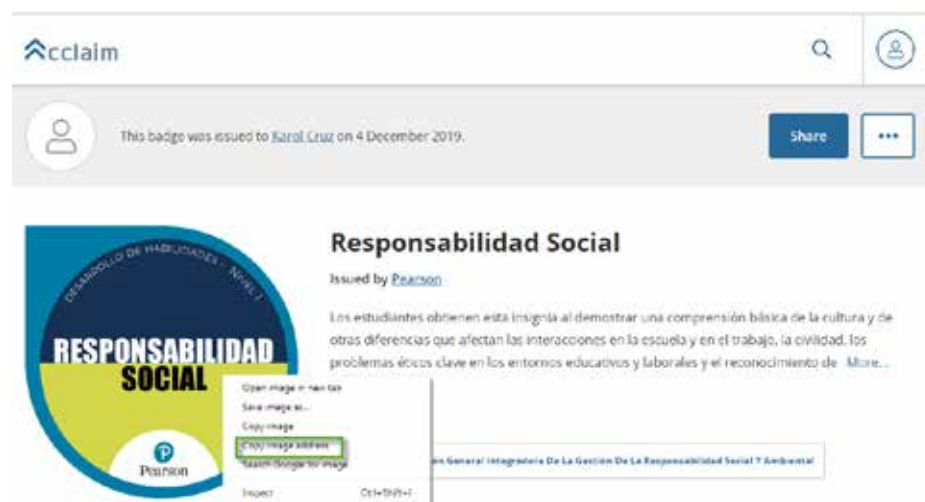 Acclaim
This badge was issued to Karol Cruz on 4 December 2019.
Share
...
DESARROLLO DE HABILIDADES - NIVEL 1
RESPONSABILIDAD
SOCIAL
Pearson
Responsabilidad Social
Issued by Pearson
Los estudiantes obtienen esta insignia al demostrar una comprensión básica de la cultura y de
otras diferencias que afectan las interacciones en la escuela y en el trabajo, la civilidad, los
problemas éticos clave en los entornos educativos y laborales y el reconocimiento de More...
Open image in new tab
Save image as...
Copy image
Copy image address
Search Google for image
Inspect Ctrl+Shift+I
General Integradora De La Gestión De La Responsabilidad Social Y Ambiental